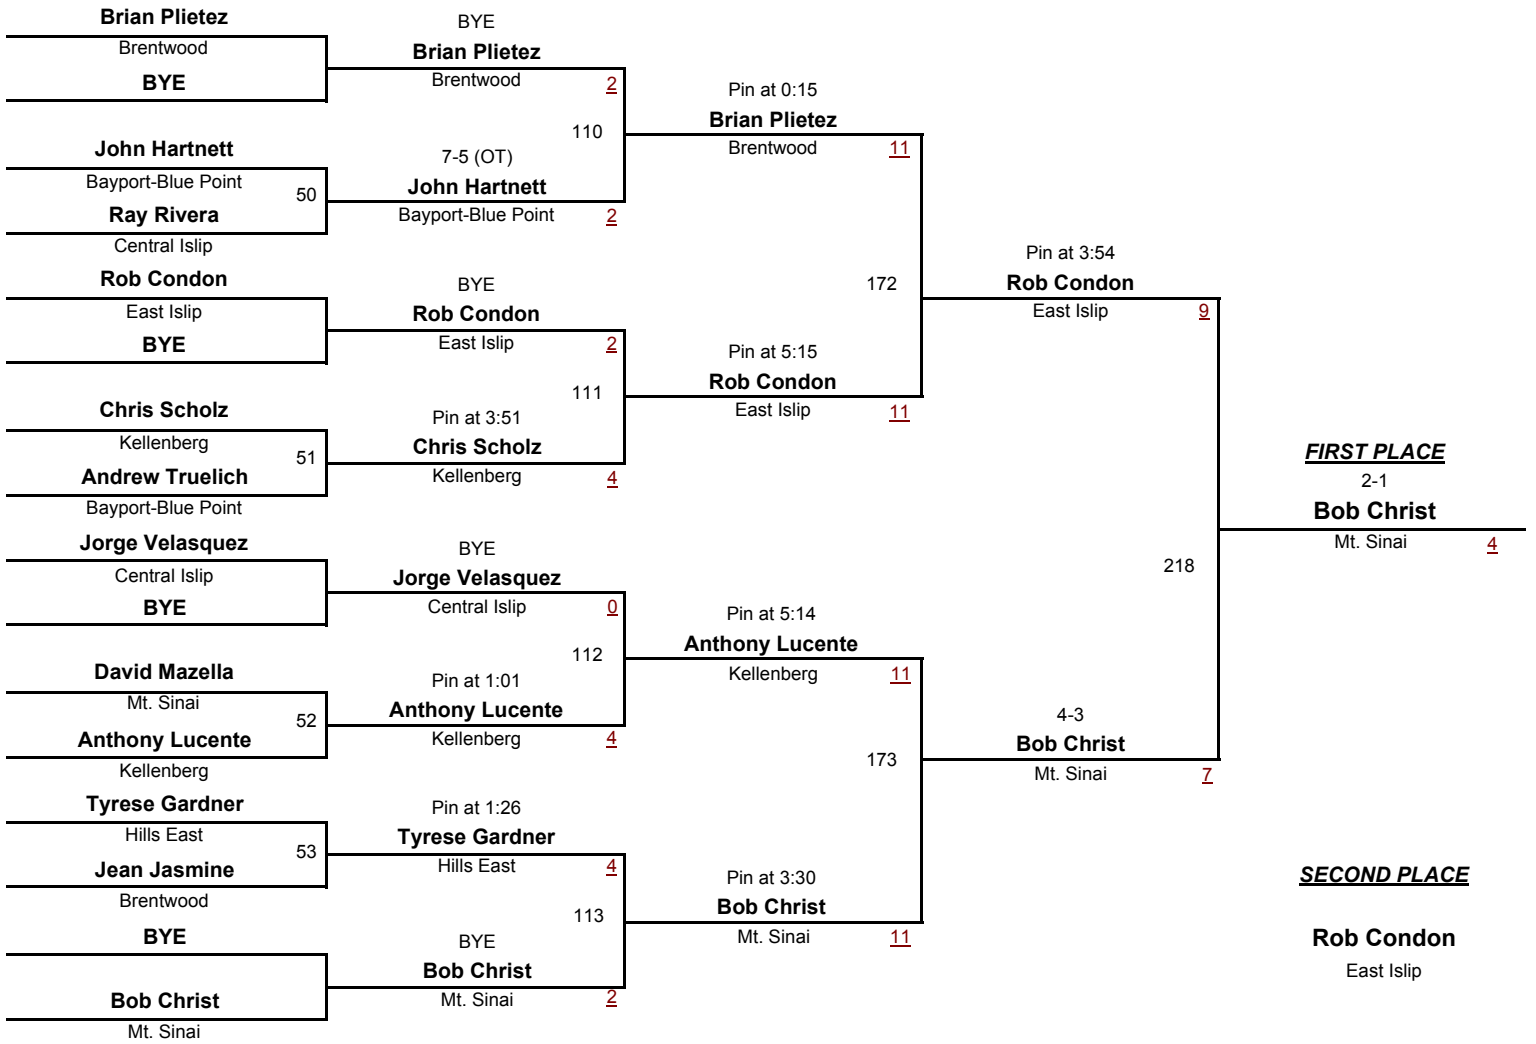 Brian Plietez
Brentwood
BYE
John Hartnett
Bayport-Blue Point
50
Ray Rivera
Central Islip
Rob Condon
East Islip
BYE
Chris Scholz
Kellenberg
51
Andrew Truelich
Bayport-Blue Point
Jorge Velasquez
Central Islip
BYE
David Mazella
Mt. Sinai
52
Anthony Lucente
Kellenberg
Tyrese Gardner
Hills East
53
Jean Jasmine
Brentwood
BYE
Bob Christ
Mt. Sinai
BYE
Brian Plietez
Brentwood
2
110
7-5 (OT)
John Hartnett
Bayport-Blue Point
2
BYE
Rob Condon
East Islip
2
111
Pin at 3:51
Chris Scholz
Kellenberg
4
BYE
Jorge Velasquez
Central Islip
0
112
Pin at 1:01
Anthony Lucente
Kellenberg
4
Pin at 1:26
Tyrese Gardner
Hills East
4
113
BYE
Bob Christ
Mt. Sinai
2
Pin at 0:15
Brian Plietez
Brentwood
11
172
Pin at 5:15
Rob Condon
East Islip
11
Pin at 5:14
Anthony Lucente
Kellenberg
11
173
Pin at 3:30
Bob Christ
Mt. Sinai
11
Pin at 3:54
Rob Condon
East Islip
9
218
4-3
Bob Christ
Mt. Sinai
7
FIRST PLACE
2-1
Bob Christ
Mt. Sinai
4
SECOND PLACE
Rob Condon
East Islip